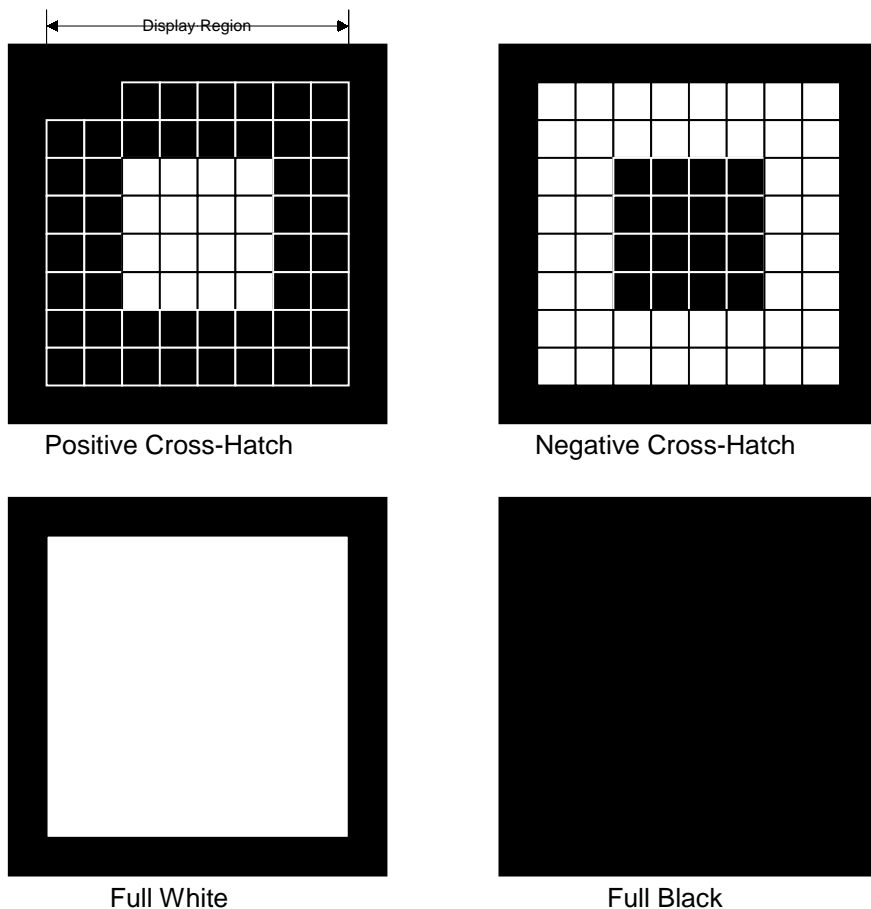 Display Region
Positive Cross-Hatch
Negative Cross-Hatch
Full White
Full Black